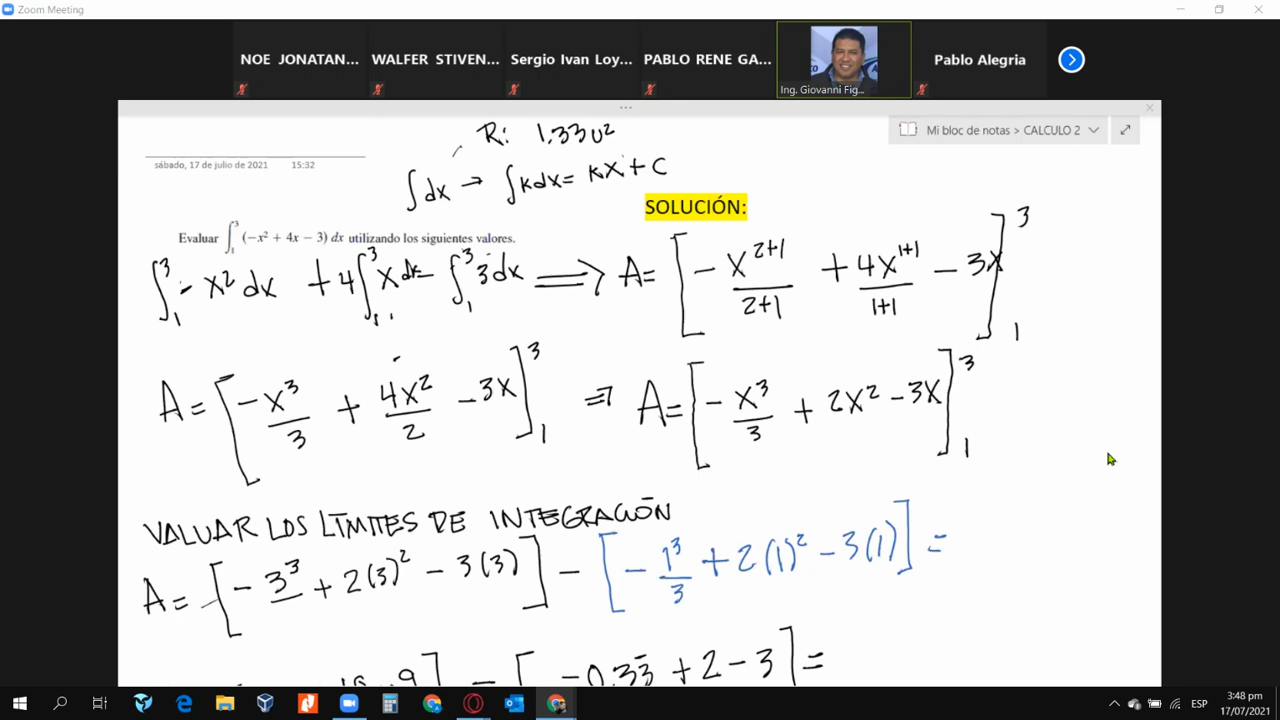 Zoom Meeting
NOE JONATAN... WALFER STIVEN... Sergio Ivan Loy... PABLO RENE GA... Ing. Giovanni Fig... Pablo Alegria
Mi bloc de notas > CALCULO 2
R: 1.33 U²
sábado, 17 de julio de 2021 15:32
∫dx → ∫kdx = kx + C
SOLUCIÓN:
Evaluar ∫₁³ (−x² + 4x − 3) dx utilizando los siguientes valores.
∫₁³ - x² dx + 4∫₁³ x dx - ∫₁³ 3dx ⟹ A = [ - x^(2+1)/(2+1) + 4x^(1+1)/(1+1) - 3x ]₁³
A = [ - x³/3 + 4x²/2 - 3x ]₁³ ⇒ A = [ - x³/3 + 2x² - 3x ]₁³
VALUAR LOS LÍMITES DE INTEGRACIÓN
A = [ - 3³ + 2(3)² - 3(3) ] - [ - 1³/3 + 2(1)² - 3(1) ] =
] - [ -0.33 + 2 - 3 ] =
ESP
3:48 pm
17/07/2021